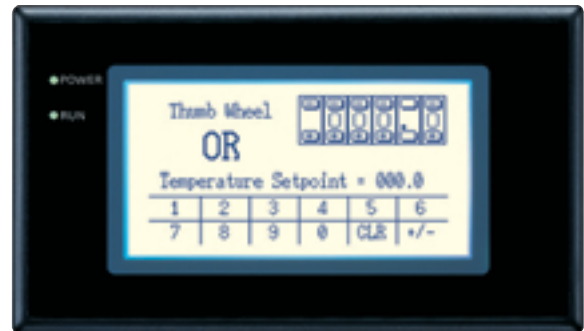 POWER
RUN
Thumb Wheel
OR
Temperature Setpoint = 000.0
1 2 3 4 5 6
7 8 9 0 CLR +/-